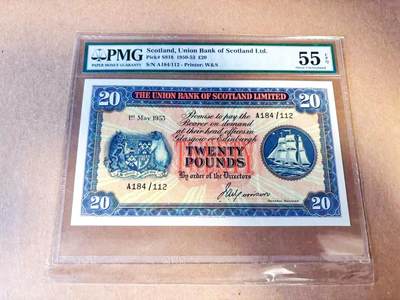 PMG
PAPER MONEY GUARANTY
Scotland, Union Bank of Scotland Ltd.
Pick# S818 1950-53 £20
S/N A184/112 - Printer: W&S
55 EPQ
About Uncirculated
20 THE UNION BANK OF SCOTLAND LIMITED 20
1st May 1953
Promise to pay the
Bearer on demand
at their head offices in
Glasgow or Edinburgh
A184/112
TWENTY
POUNDS
A184/112
By order of the Directors
20 20